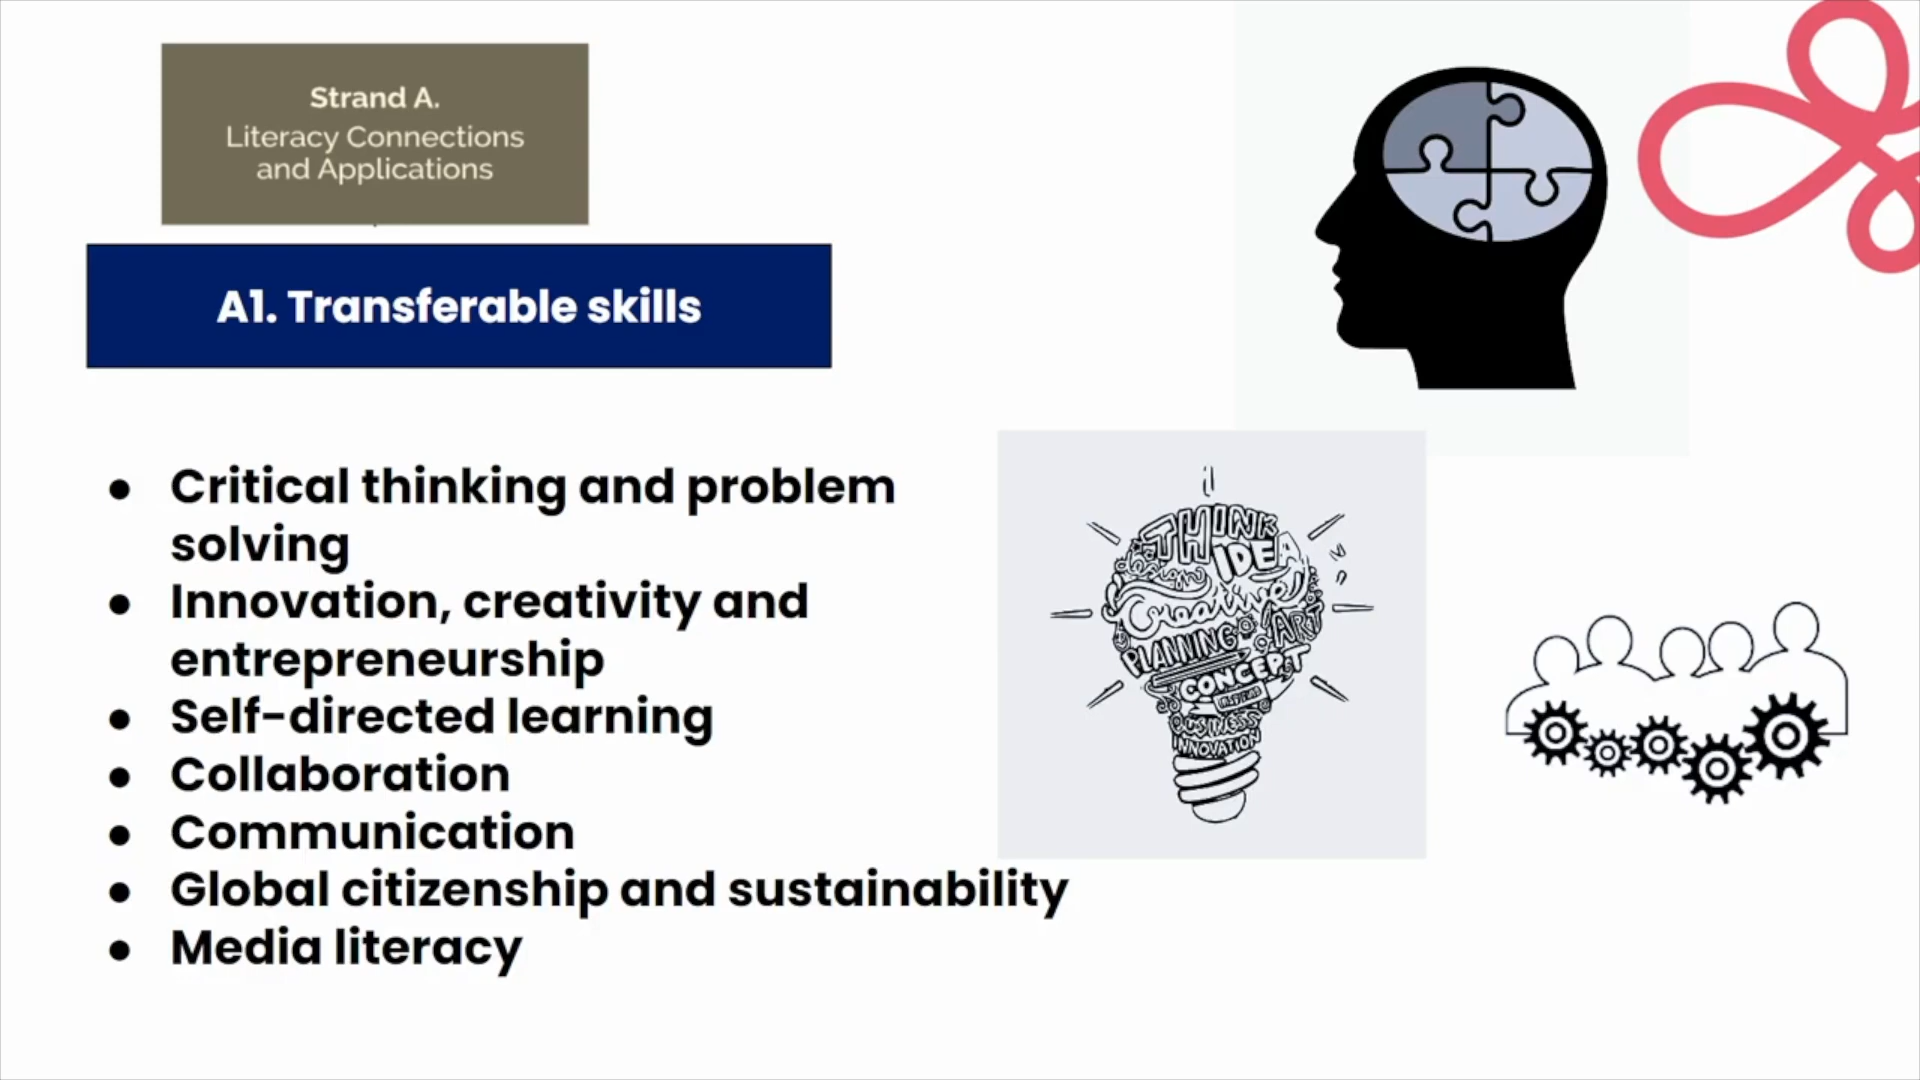 Strand A.
Literacy Connections
and Applications
A1. Transferable skills
● Critical thinking and problem
solving
● Innovation, creativity and
entrepreneurship
● Self-directed learning
● Collaboration
● Communication
● Global citizenship and sustainability
● Media literacy
THINK
IDEA
design
Creative
PLANNING
ART
CONCEPT
BUSINESS
INNOVATION